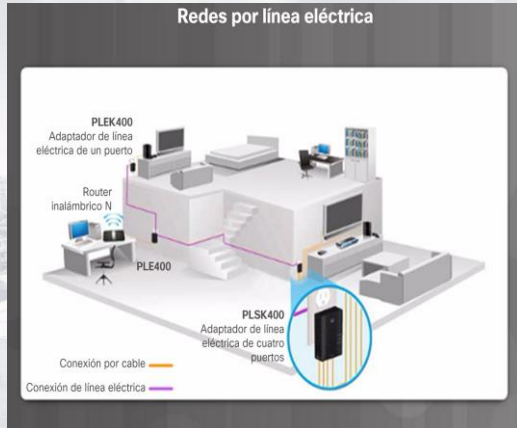 Redes por línea eléctrica
PLEK400
Adaptador de línea
eléctrica de un puerto
Router
inalámbrico N
PLE400
PLSK400
Adaptador de línea
eléctrica de cuatro
puertos
Conexión por cable
Conexión de línea eléctrica